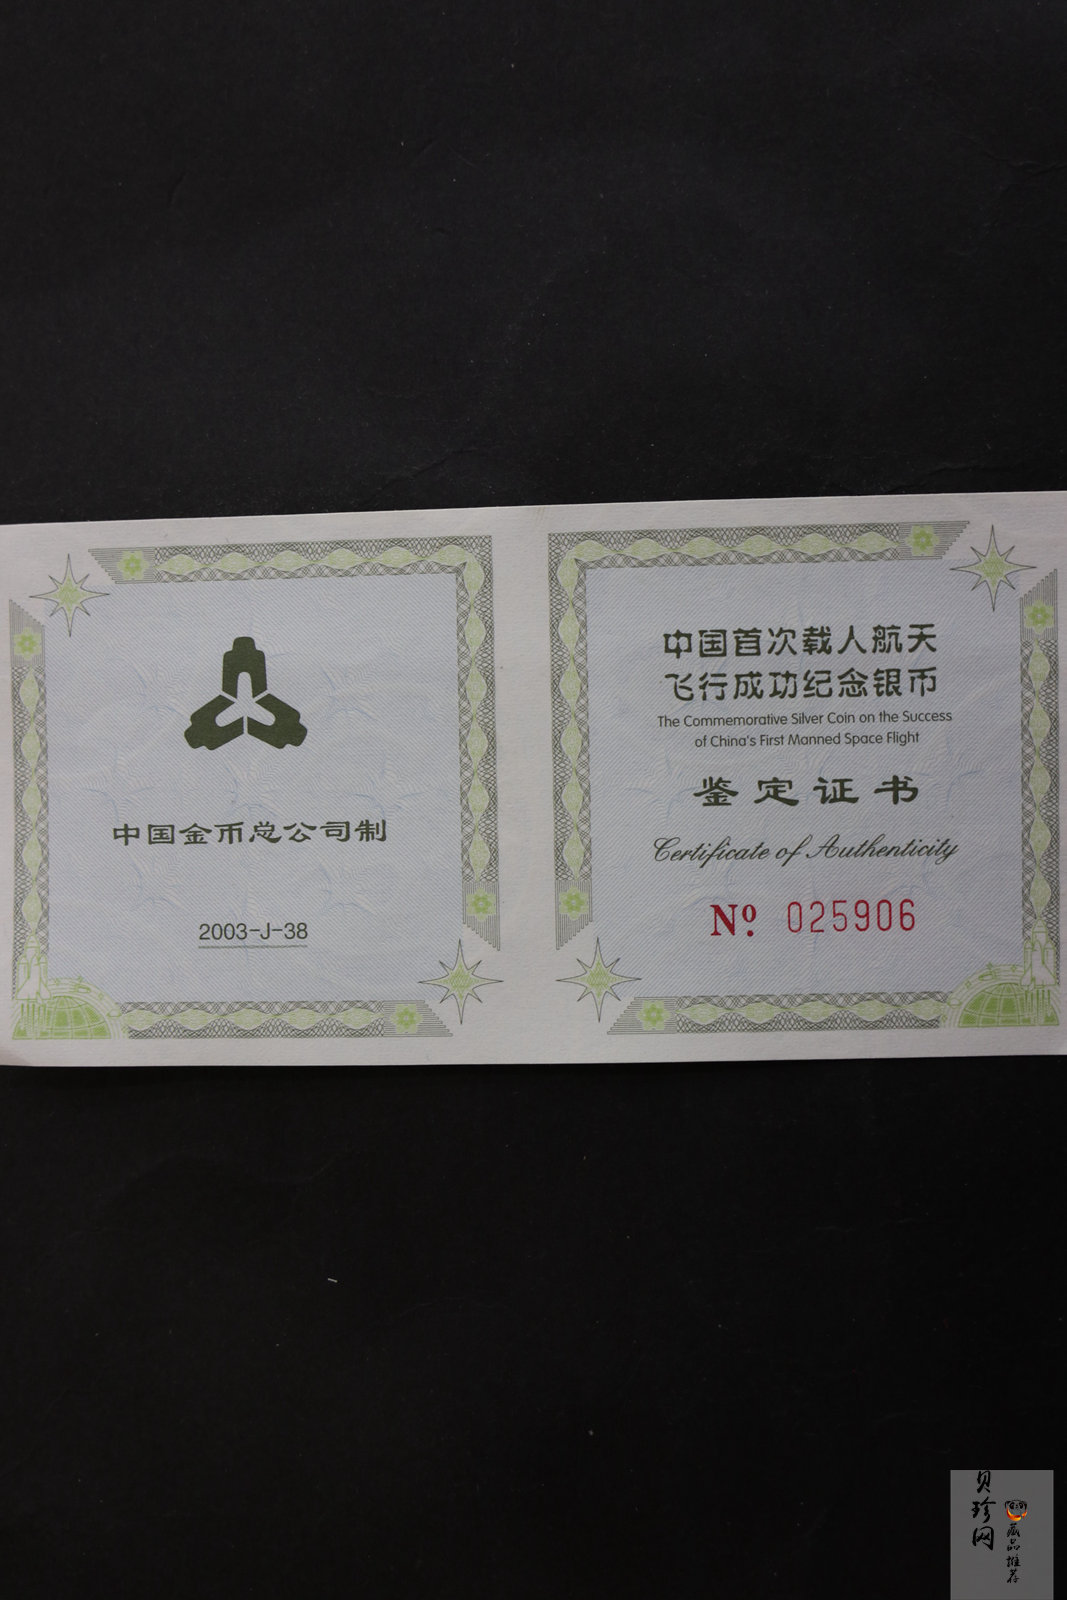 中国金币总公司制
2003-J-38
中国首次载人航天
飞行成功纪念银币
The Commemorative Silver Coin on the Success
of China's First Manned Space Flight
鉴定证书
Certificate of Authenticity
Nº. 025906
贝珍网
藏品推荐